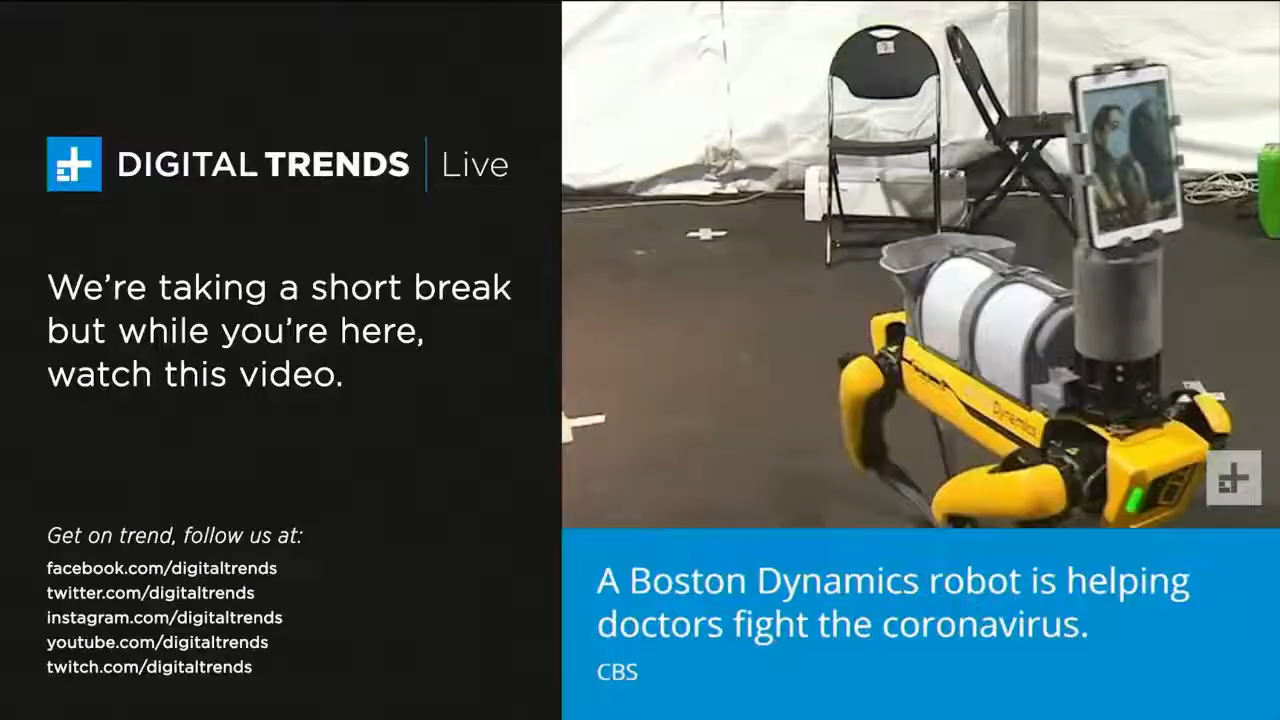 DIGITAL TRENDS Live
We're taking a short break
but while you're here,
watch this video.
Get on trend, follow us at:
facebook.com/digitaltrends
twitter.com/digitaltrends
instagram.com/digitaltrends
youtube.com/digitaltrends
twitch.com/digitaltrends
Dynamics
A Boston Dynamics robot is helping
doctors fight the coronavirus.
CBS